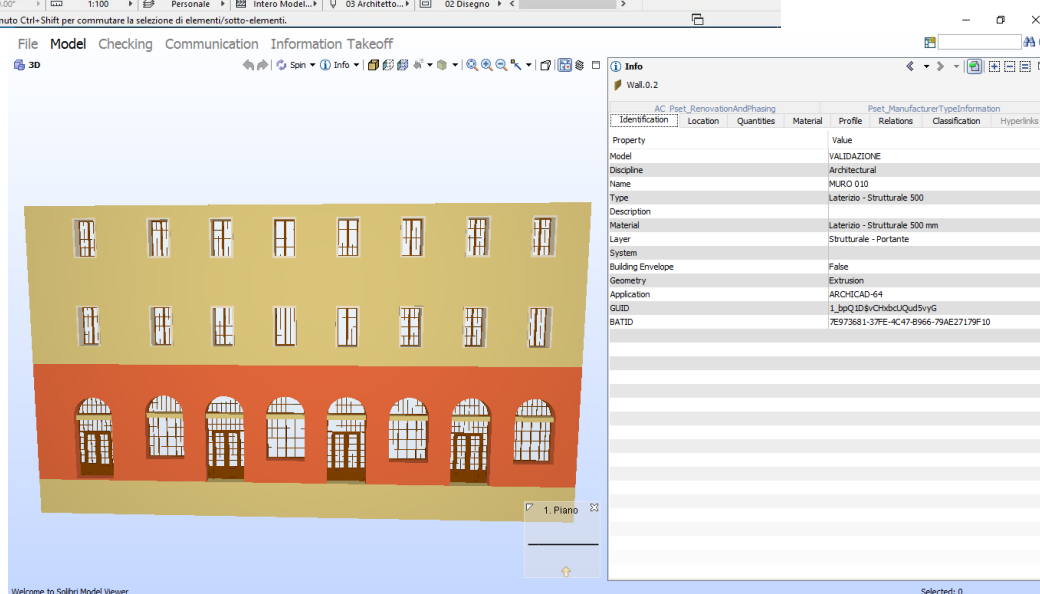 1:100 Personale Intero Model... 03 Architetto... 02 Disegno
nuto Ctrl+Shift per commutare la selezione di elementi/sotto-elementi.
File Model Checking Communication Information Takeoff
3D Spin Info
Info
Wall.0.2
AC_Pset_RenovationAndPhasing Pset_ManufacturerTypeInformation
Identification Location Quantities Material Profile Relations Classification Hyperlinks
Property Value
Model VALIDAZIONE
Discipline Architectural
Name MURO 010
Type Laterizio - Strutturale 500
Description
Material Laterizio - Strutturale 500 mm
Layer Strutturale - Portante
System
Building Envelope False
Geometry Extrusion
Application ARCHICAD-64
GUID 1_bpQ1D$vCHxbcUQud5vyG
BATID 7E973681-37FE-4C47-B966-79AE27179F10
1. Piano
Welcome to Solibri Model Viewer Selected: 0